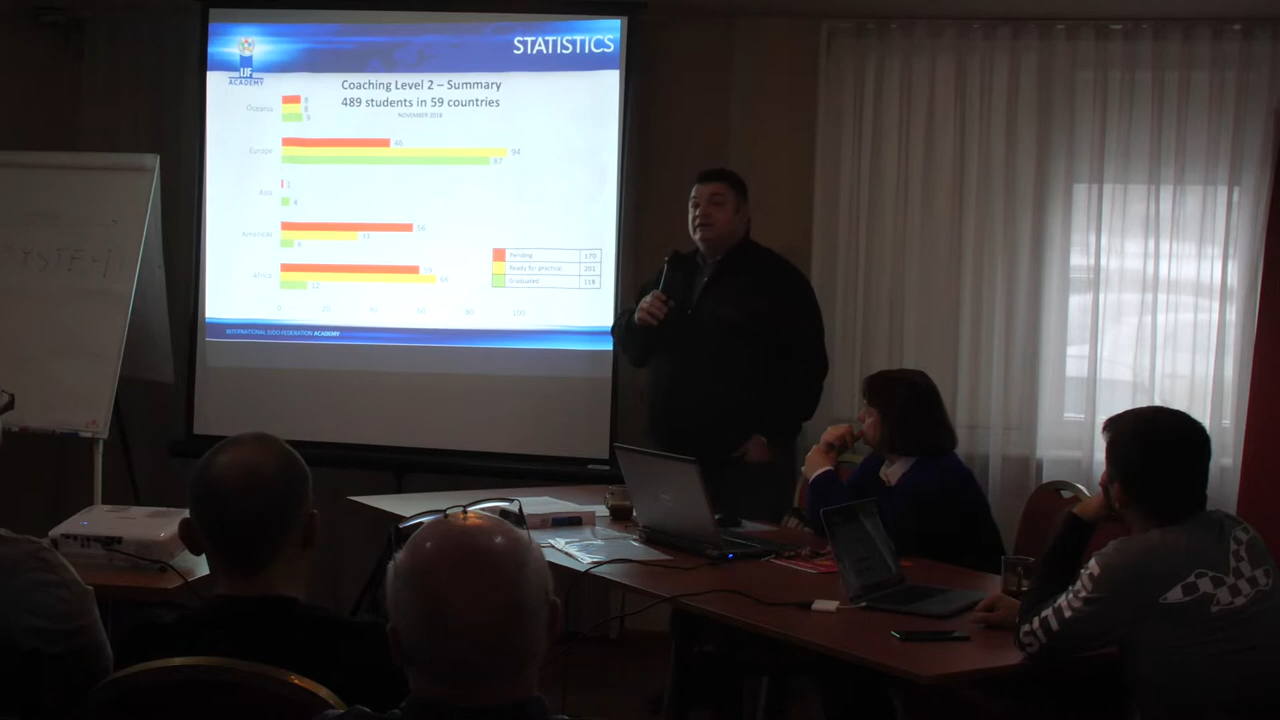 STATISTICS
IJF
ACADEMY
Coaching Level 2 – Summary
489 students in 59 countries
NOVEMBER 2018
Oceania
8
8
9
Europe
46
94
87
Asia
1
4
Americas
56
33
6
Africa
59
66
12
0 20 40 60 80 100
Pending 170
Ready for practical 201
Graduated 118
INTERNATIONAL JUDO FEDERATION ACADEMY